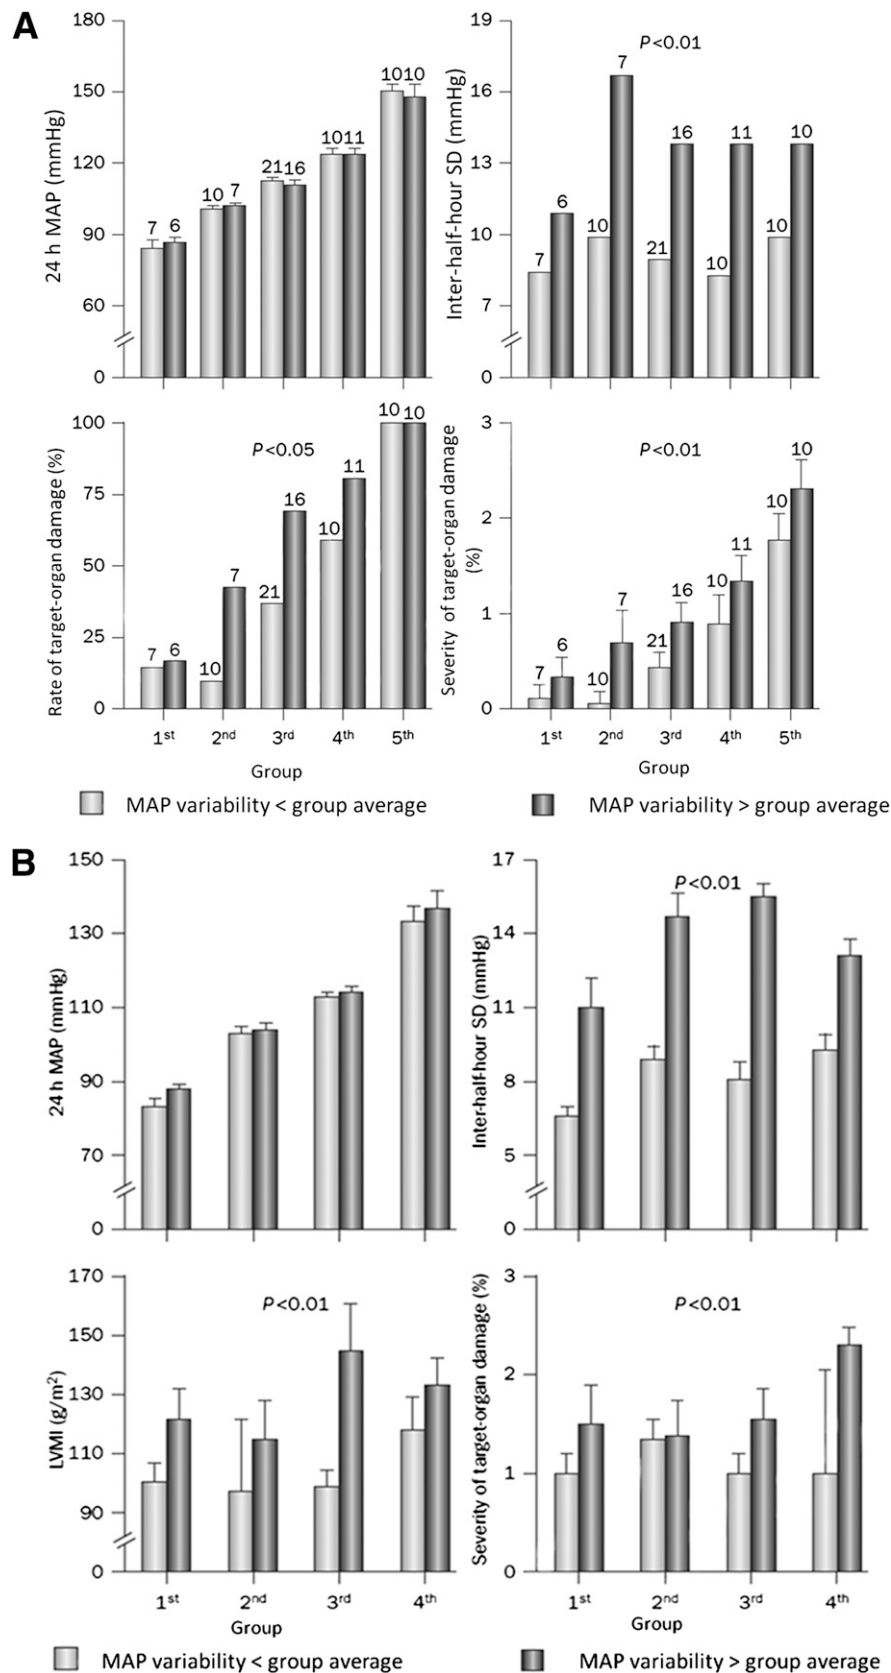 A
24 h MAP (mmHg)
180
150
120
90
60
0
7 6
10 7
21 16
10 11
10 10
Inter-half-hour SD (mmHg)
19
16
13
10
7
0
P<0.01
7 6
10 7
21 16
10 11
10 10
Rate of target-organ damage (%)
100
75
50
25
0
P<0.05
7 6
10 7
21 16
10 11
10 10
1st 2nd 3rd 4th 5th
Group
Severity of target-organ damage
(%)
3
2
1
0
P<0.01
7 6
10 7
21 16
10 11
10 10
1st 2nd 3rd 4th 5th
Group
MAP variability < group average
MAP variability > group average
B
24 h MAP (mmHg)
150
130
110
90
70
0
Inter-half-hour SD (mmHg)
17
14
11
8
5
0
P<0.01
LVMI (g/m2)
170
150
130
110
90
0
P<0.01
1st 2nd 3rd 4th
Group
Severity of target-organ damage (%)
3
2
1
0
P<0.01
1st 2nd 3rd 4th
Group
MAP variability < group average
MAP variability > group average